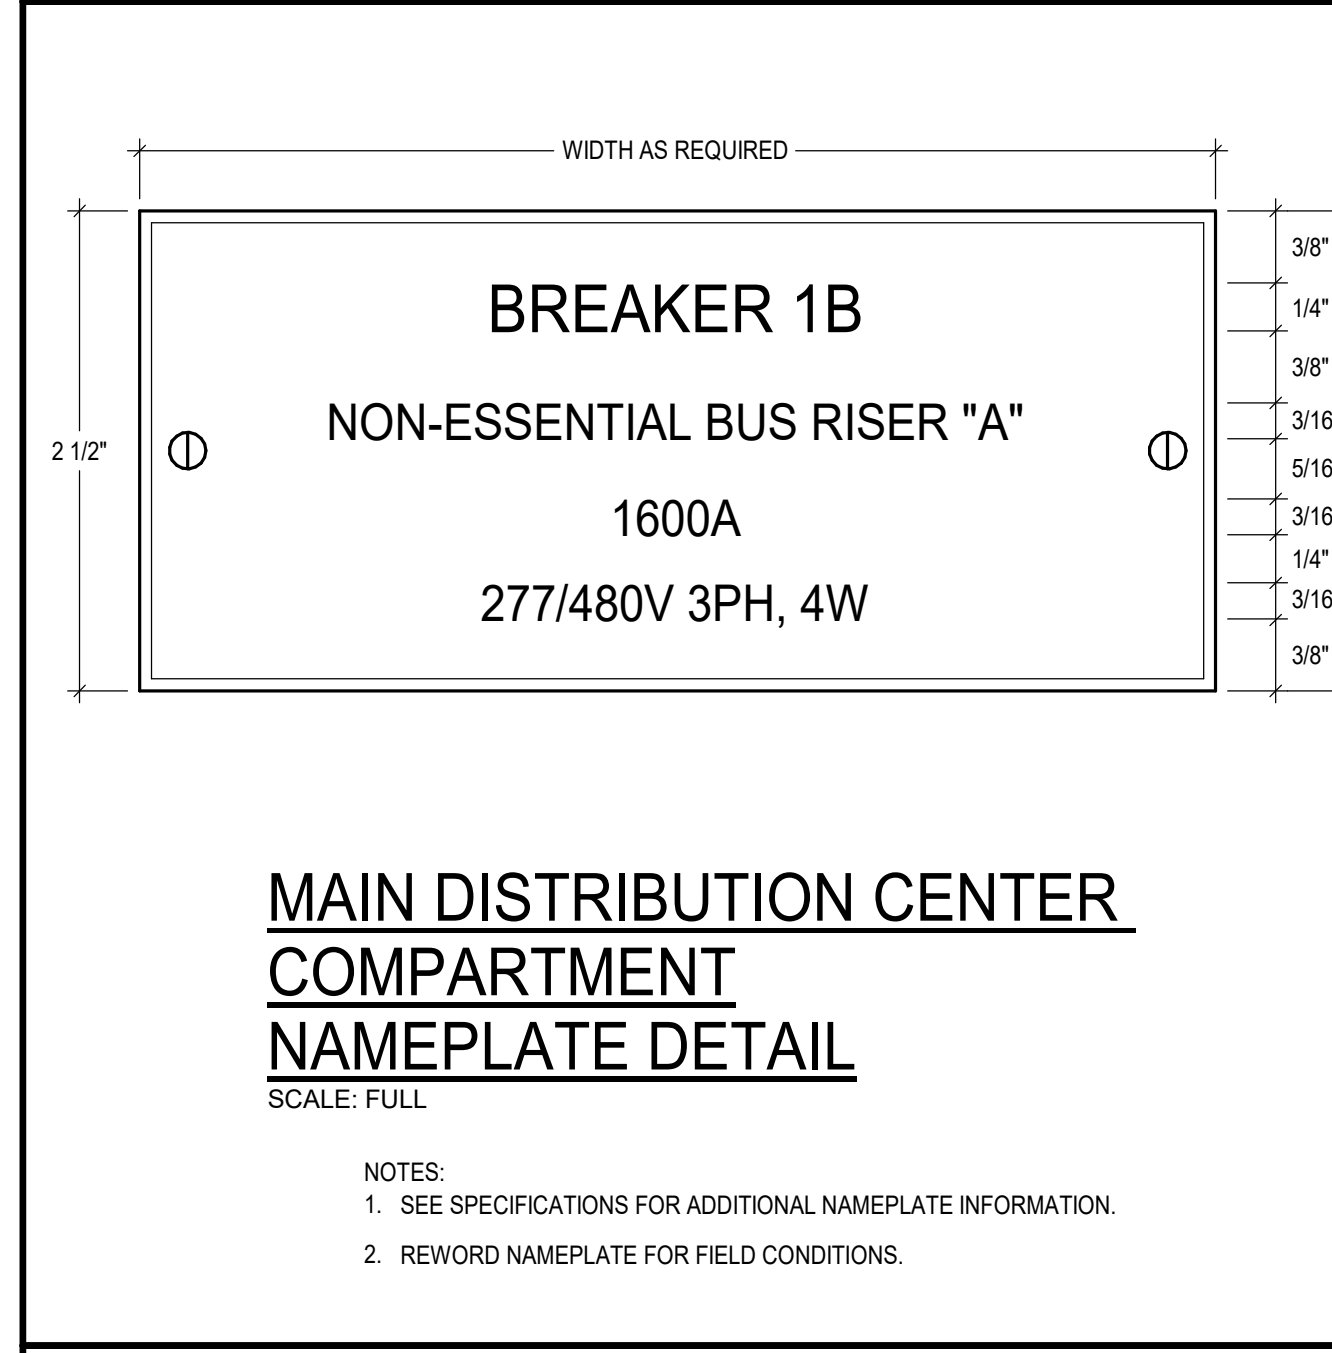 WIDTH AS REQUIRED
3/8"
BREAKER 1B
1/4"
3/8"
NON-ESSENTIAL BUS RISER "A"
3/16
2 1/2"
5/16
1600A
3/16
1/4"
277/480V 3PH, 4W
3/16
3/8"
MAIN DISTRIBUTION CENTER
COMPARTMENT
NAMEPLATE DETAIL
SCALE: FULL
NOTES:
1. SEE SPECIFICATIONS FOR ADDITIONAL NAMEPLATE INFORMATION.
2. REWORD NAMEPLATE FOR FIELD CONDITIONS.